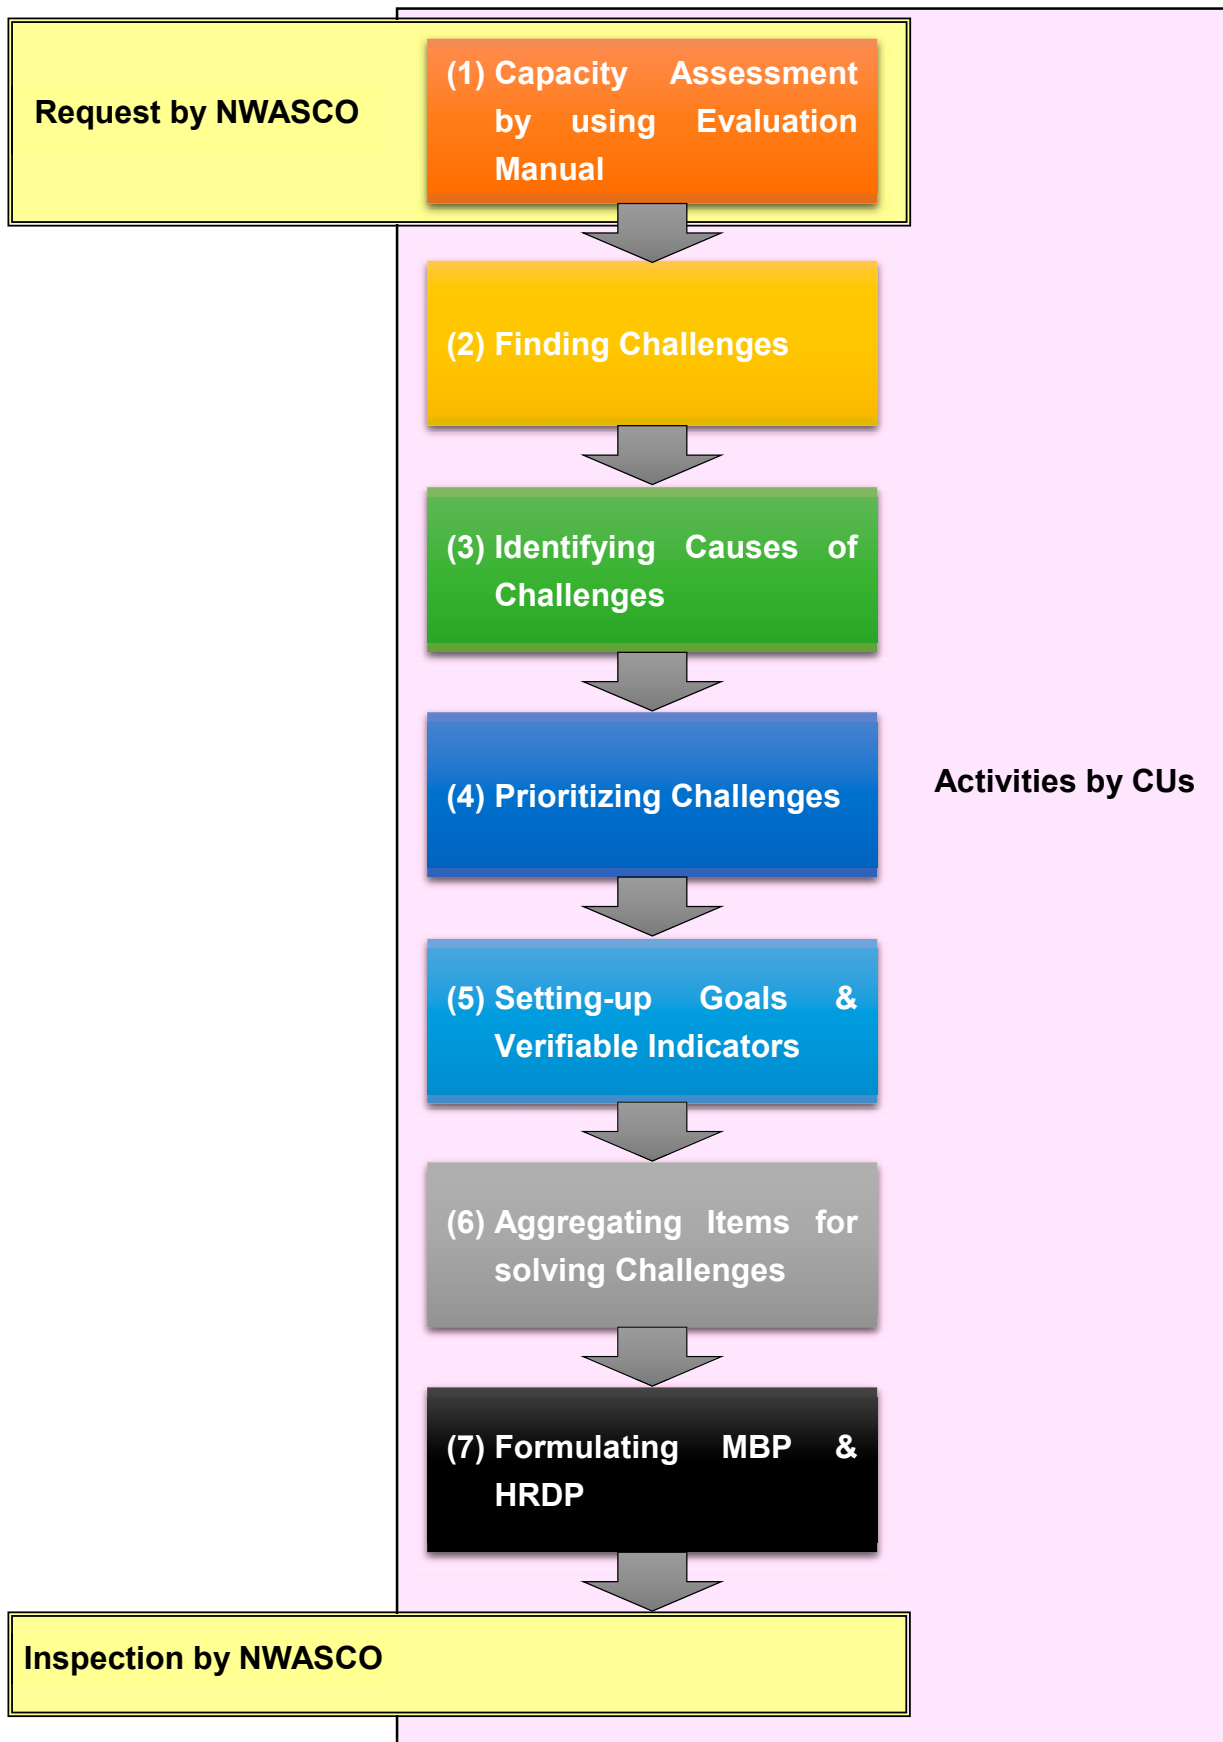 Request by NWASCO
(1) Capacity Assessment
by using Evaluation
Manual
(2) Finding Challenges
(3) Identifying Causes of
Challenges
(4) Prioritizing Challenges
Activities by CUs
(5) Setting-up Goals &
Verifiable Indicators
(6) Aggregating Items for
solving Challenges
(7) Formulating MBP &
HRDP
Inspection by NWASCO